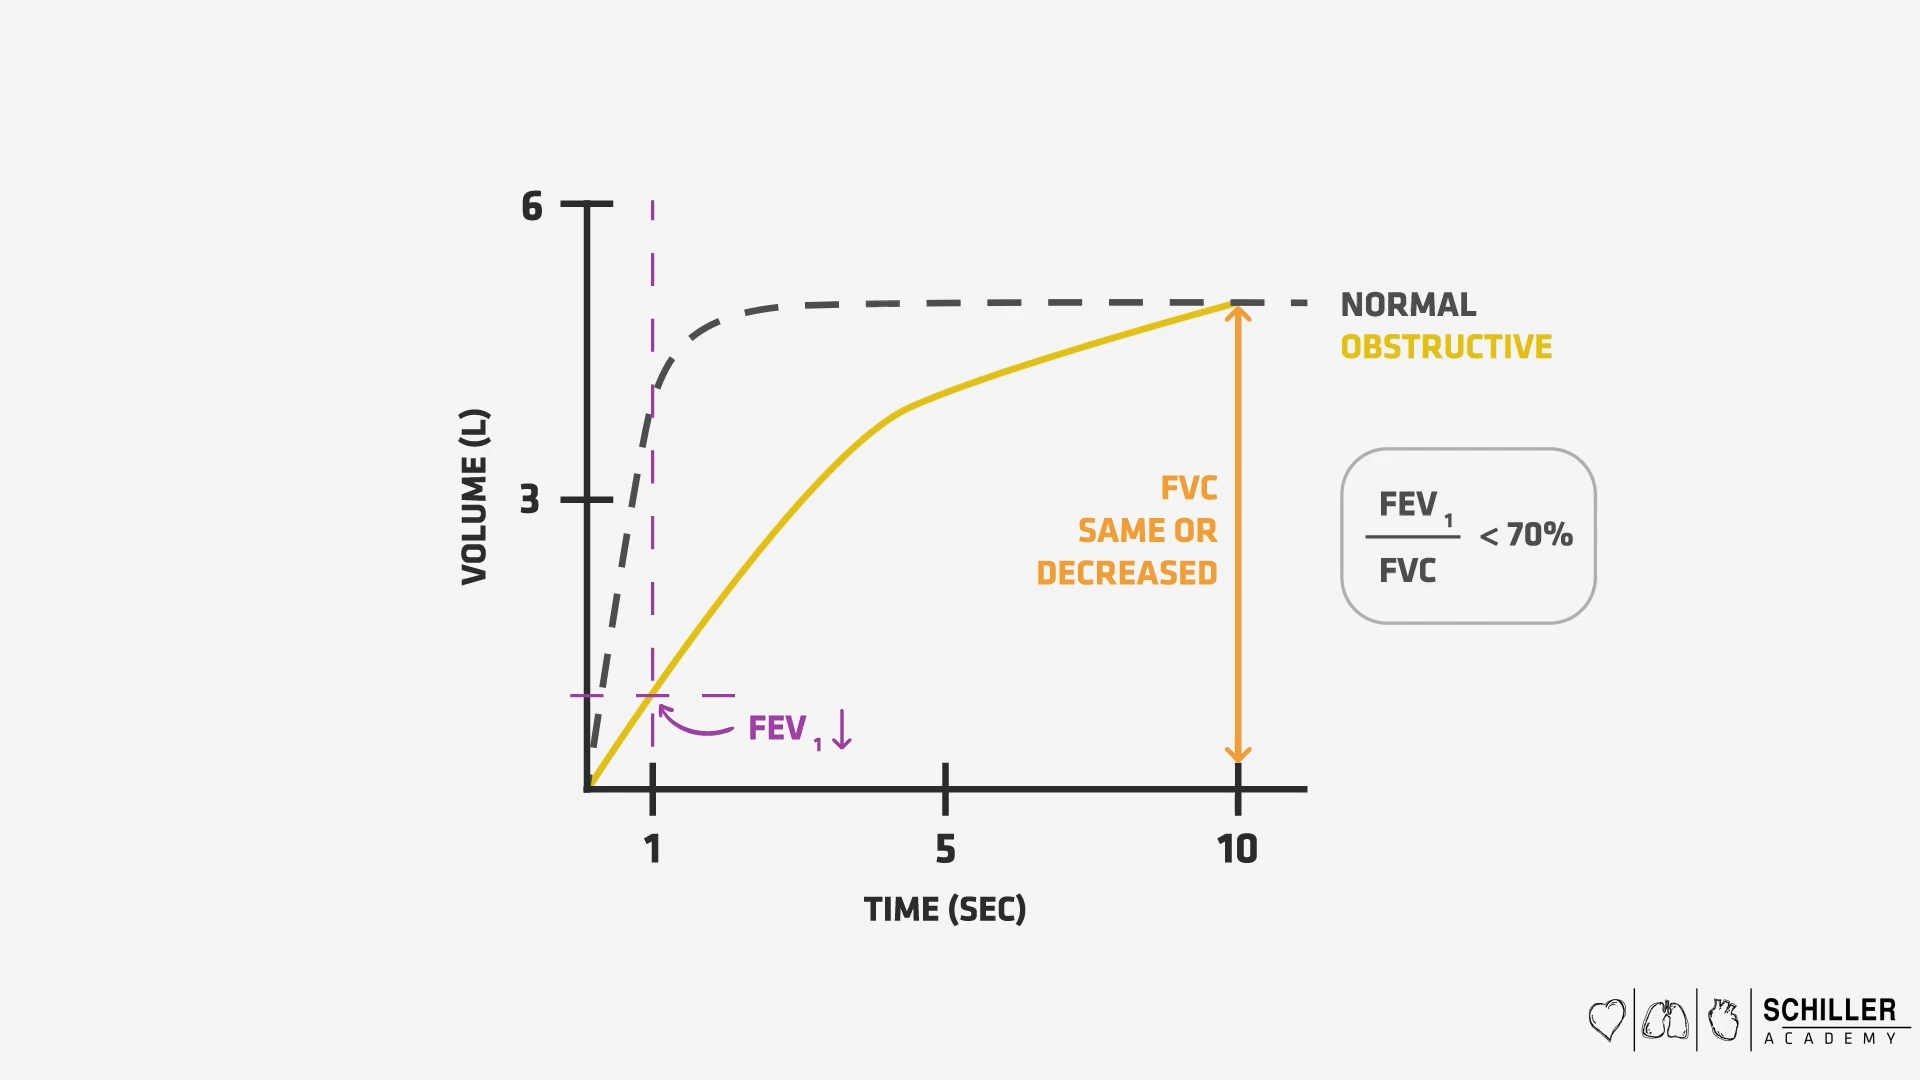 6
NORMAL
OBSTRUCTIVE
VOLUME (L)
3
FVC
SAME OR
DECREASED
FEV1
FVC
< 70%
FEV1↓
1
5
10
TIME (SEC)
SCHILLER
ACADEMY